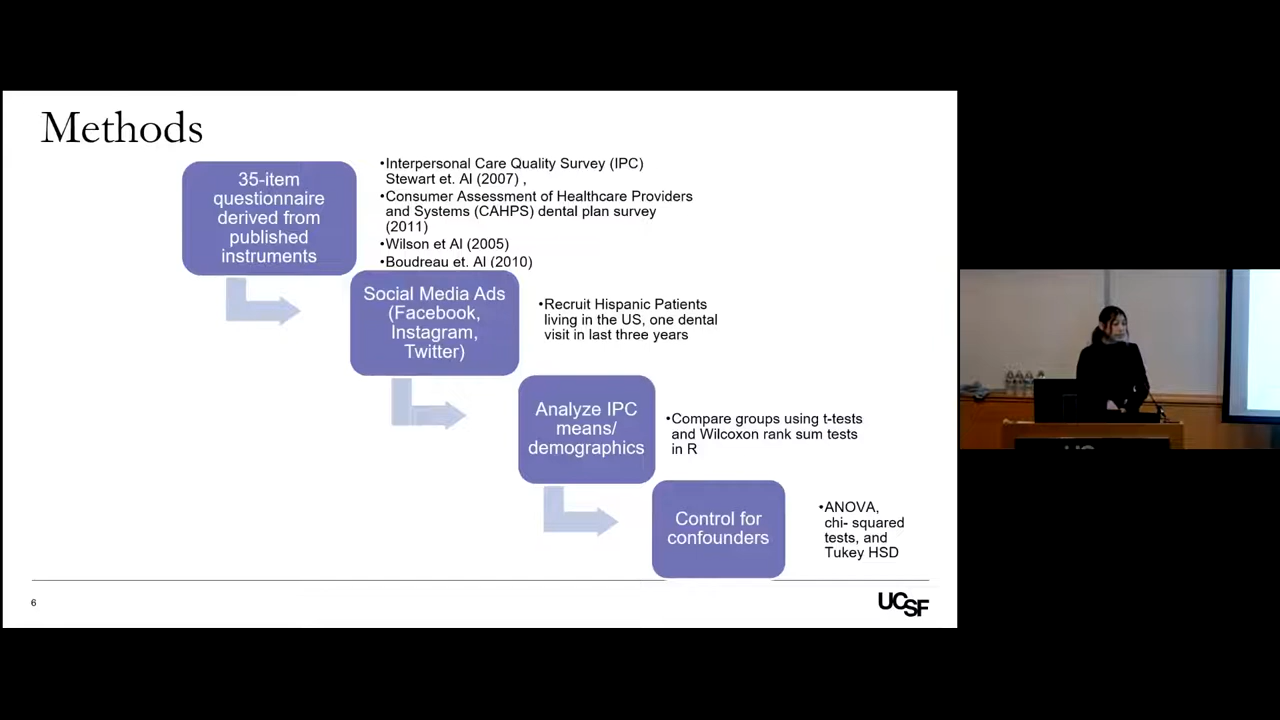 Methods
35-item
questionnaire
derived from
published
instruments
•Interpersonal Care Quality Survey (IPC)
Stewart et. Al (2007) ,
•Consumer Assessment of Healthcare Providers
and Systems (CAHPS) dental plan survey
(2011)
•Wilson et Al (2005)
•Boudreau et. Al (2010)
Social Media Ads
(Facebook,
Instagram,
Twitter)
•Recruit Hispanic Patients
living in the US, one dental
visit in last three years
Analyze IPC
means/
demographics
•Compare groups using t-tests
and Wilcoxon rank sum tests
in R
Control for
confounders
•ANOVA,
chi- squared
tests, and
Tukey HSD
6
UCSF